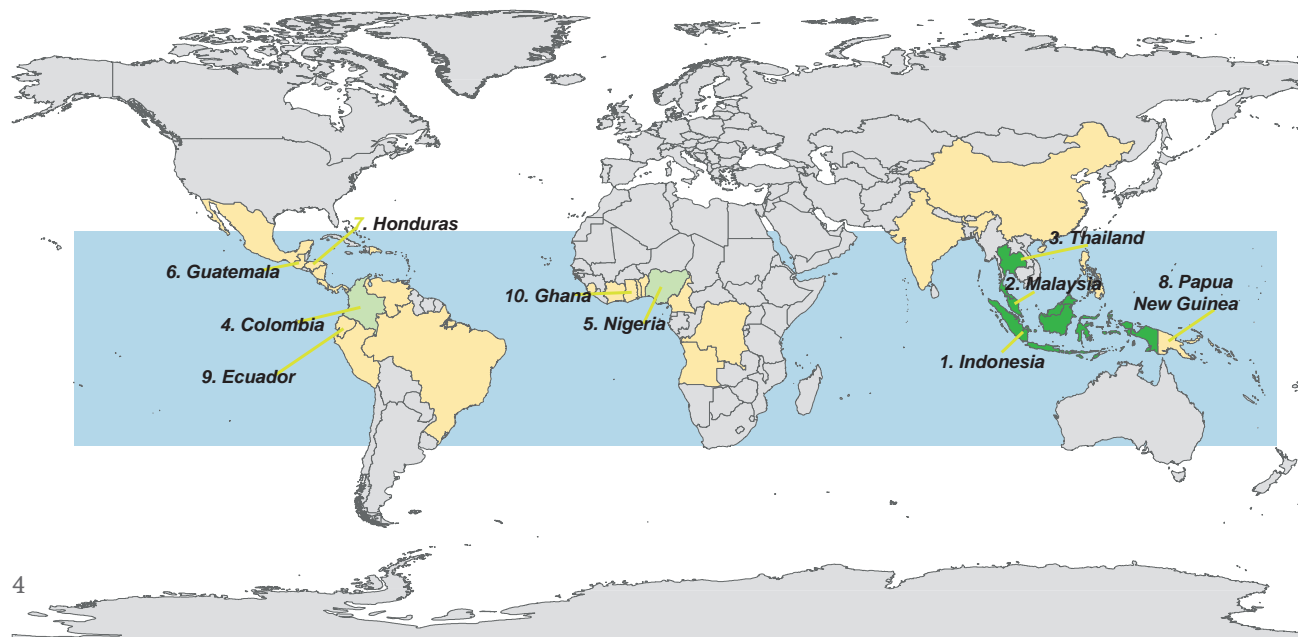 7. Honduras
3. Thailand
6. Guatemala
2. Malaysia
8. Papua
New Guinea
10. Ghana
4. Colombia
5. Nigeria
1. Indonesia
9. Ecuador
4